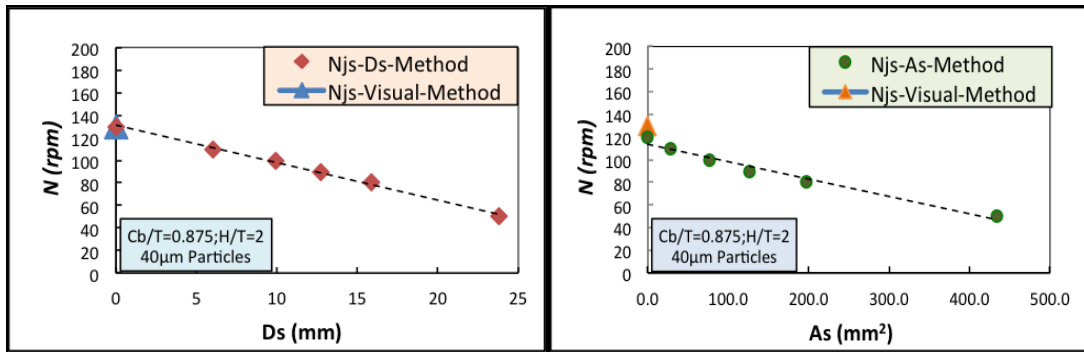 200
180
160
140
120
100
80
60
40
20
0
N (rpm)
Njs-Ds-Method
Njs-Visual-Method
Cb/T=0.875;H/T=2
40µm Particles
0 5 10 15 20 25
Ds (mm)
200
180
160
140
120
100
80
60
40
20
0
N (rpm)
Njs-As-Method
Njs-Visual-Method
Cb/T=0.875;H/T=2
40µm Particles
0.0 100.0 200.0 300.0 400.0 500.0
As (mm²)